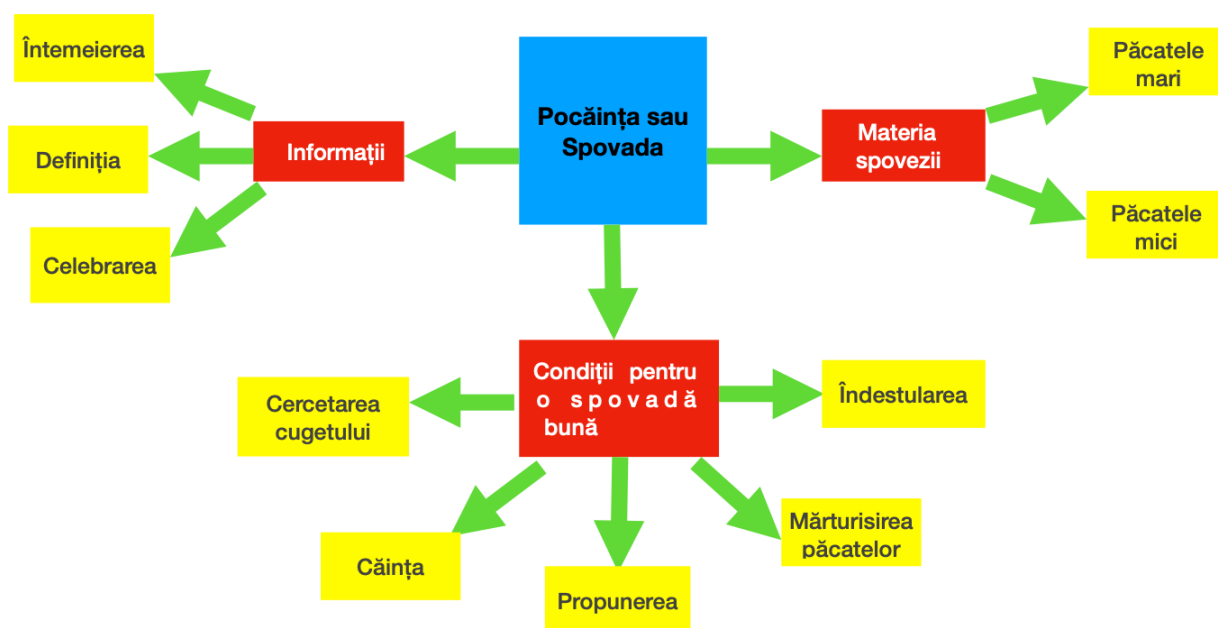 Întemeierea
Definiția
Celebrarea
Informații
Pocăința sau
Spovada
Materia
spovezii
Păcatele
mari
Păcatele
mici
Condiții pentru
o spovadă
bună
Cercetarea
cugetului
Căința
Propunerea
Mărturisirea
păcatelor
Îndestularea